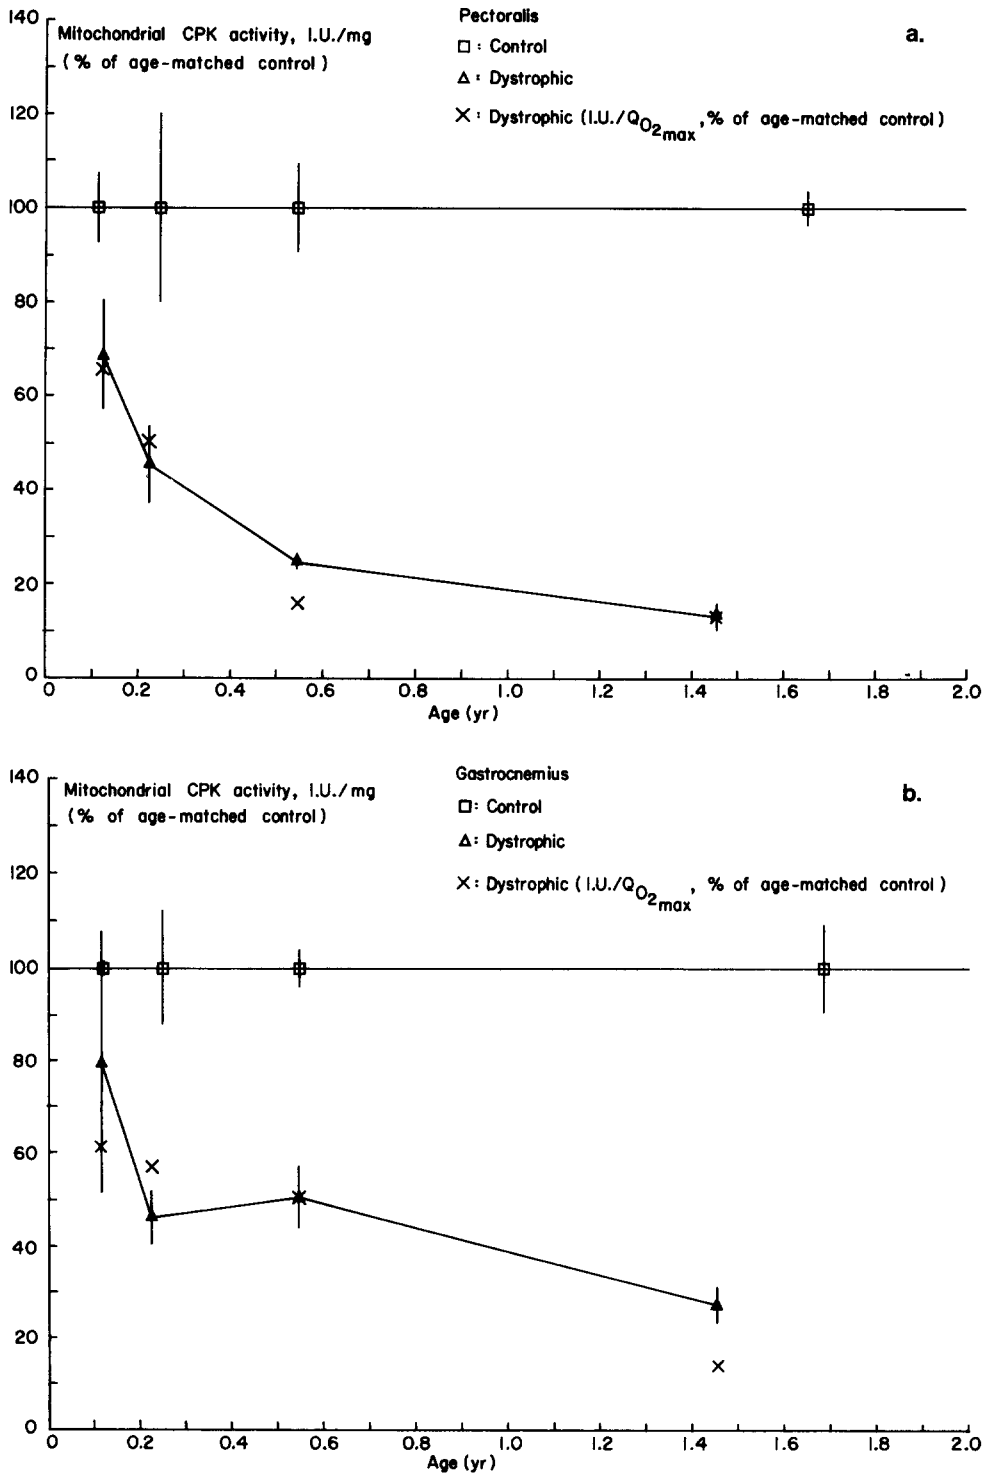 140
120
100
80
60
40
20
0
Mitochondrial CPK activity, I.U./mg
(% of age-matched control)
Pectoralis
□: Control
△: Dystrophic
×: Dystrophic (I.U./QO2max, % of age-matched control)
a.
0 0.2 0.4 0.6 0.8 1.0 1.2 1.4 1.6 1.8 2.0
Age (yr)
140
120
100
80
60
40
20
0
Mitochondrial CPK activity, I.U./mg
(% of age-matched control)
Gastrocnemius
□: Control
△: Dystrophic
×: Dystrophic (I.U./QO2max, % of age-matched control)
b.
0 0.2 0.4 0.6 0.8 1.0 1.2 1.4 1.6 1.8 2.0
Age (yr)